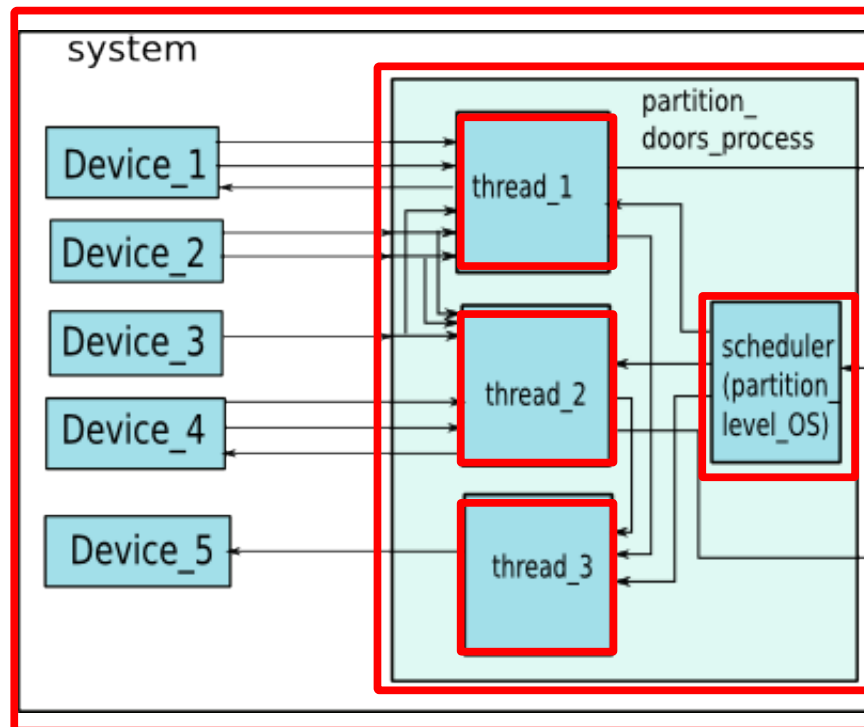 system
partition_
doors_process
Device_1
thread_1
Device_2
Device_3
scheduler
(partition_
level_OS)
thread_2
Device_4
Device_5
thread_3